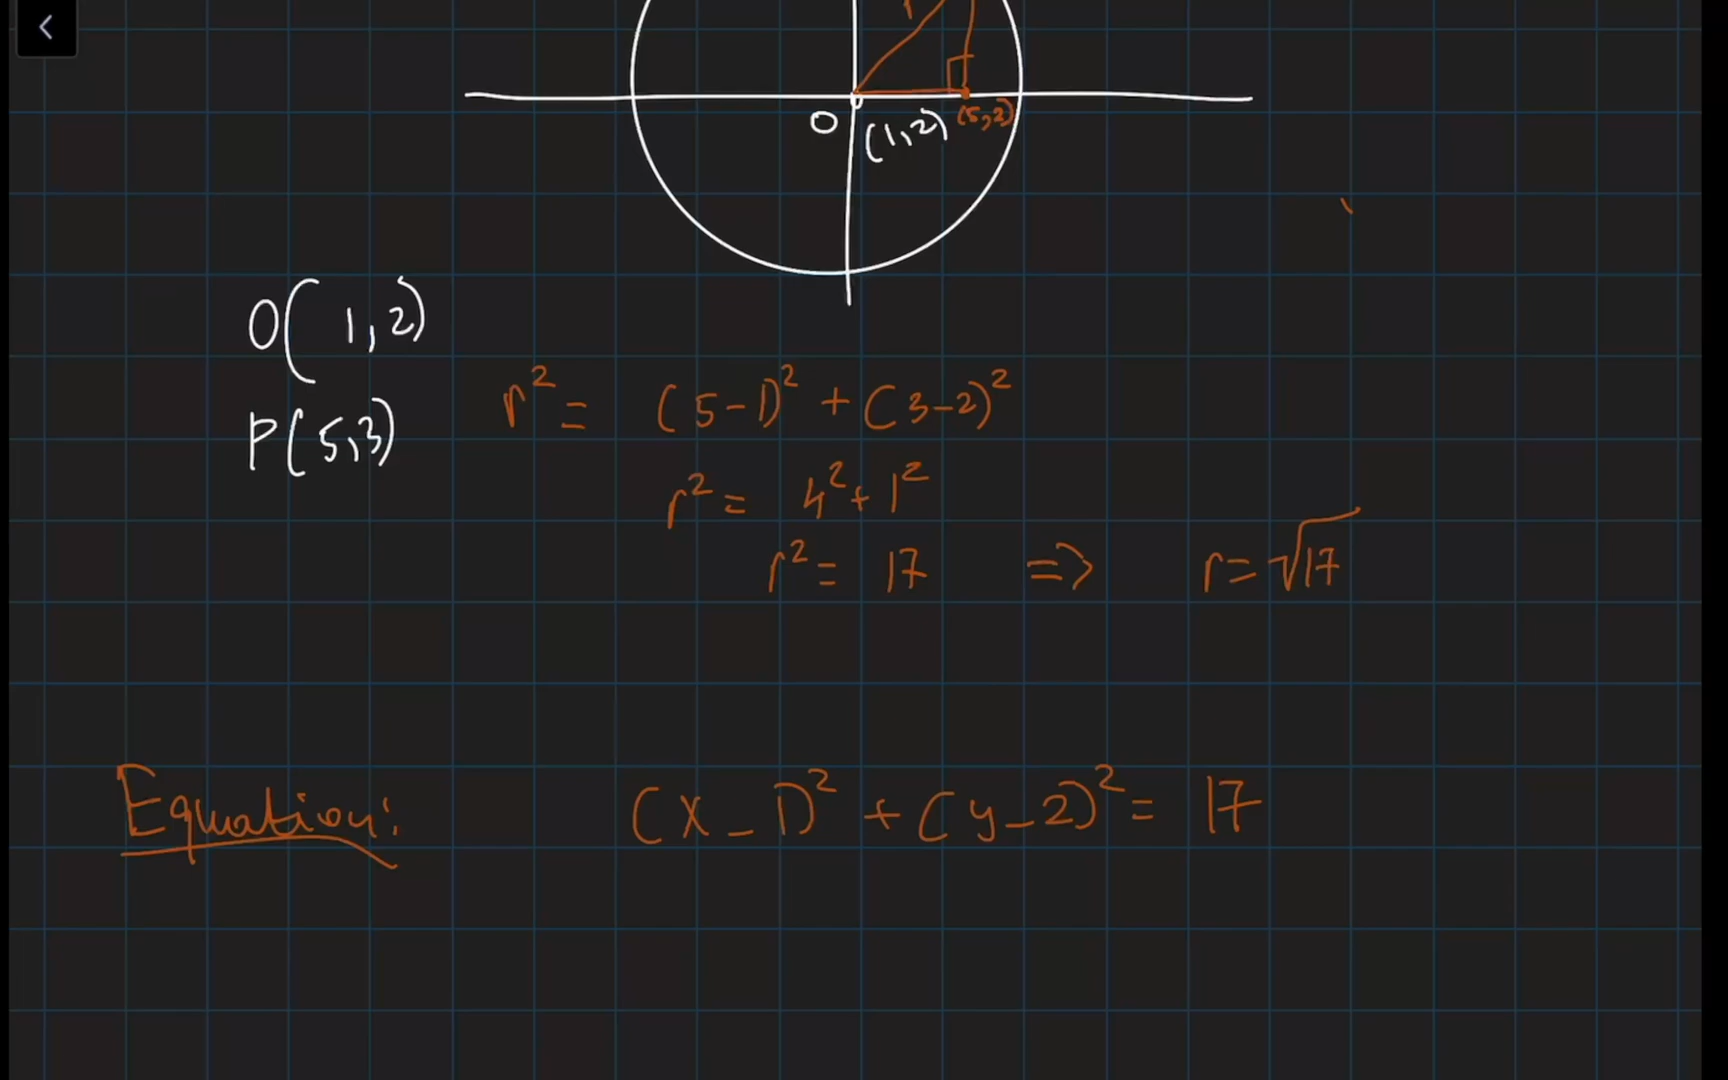 r
O (1,2) (5,2)
O( 1,2)
P(5,3)
r² = (5-1)² + (3-2)²
r² = 4² + 1²
r² = 17 => r = √17
Equation: (x - 1)² + (y - 2)² = 17